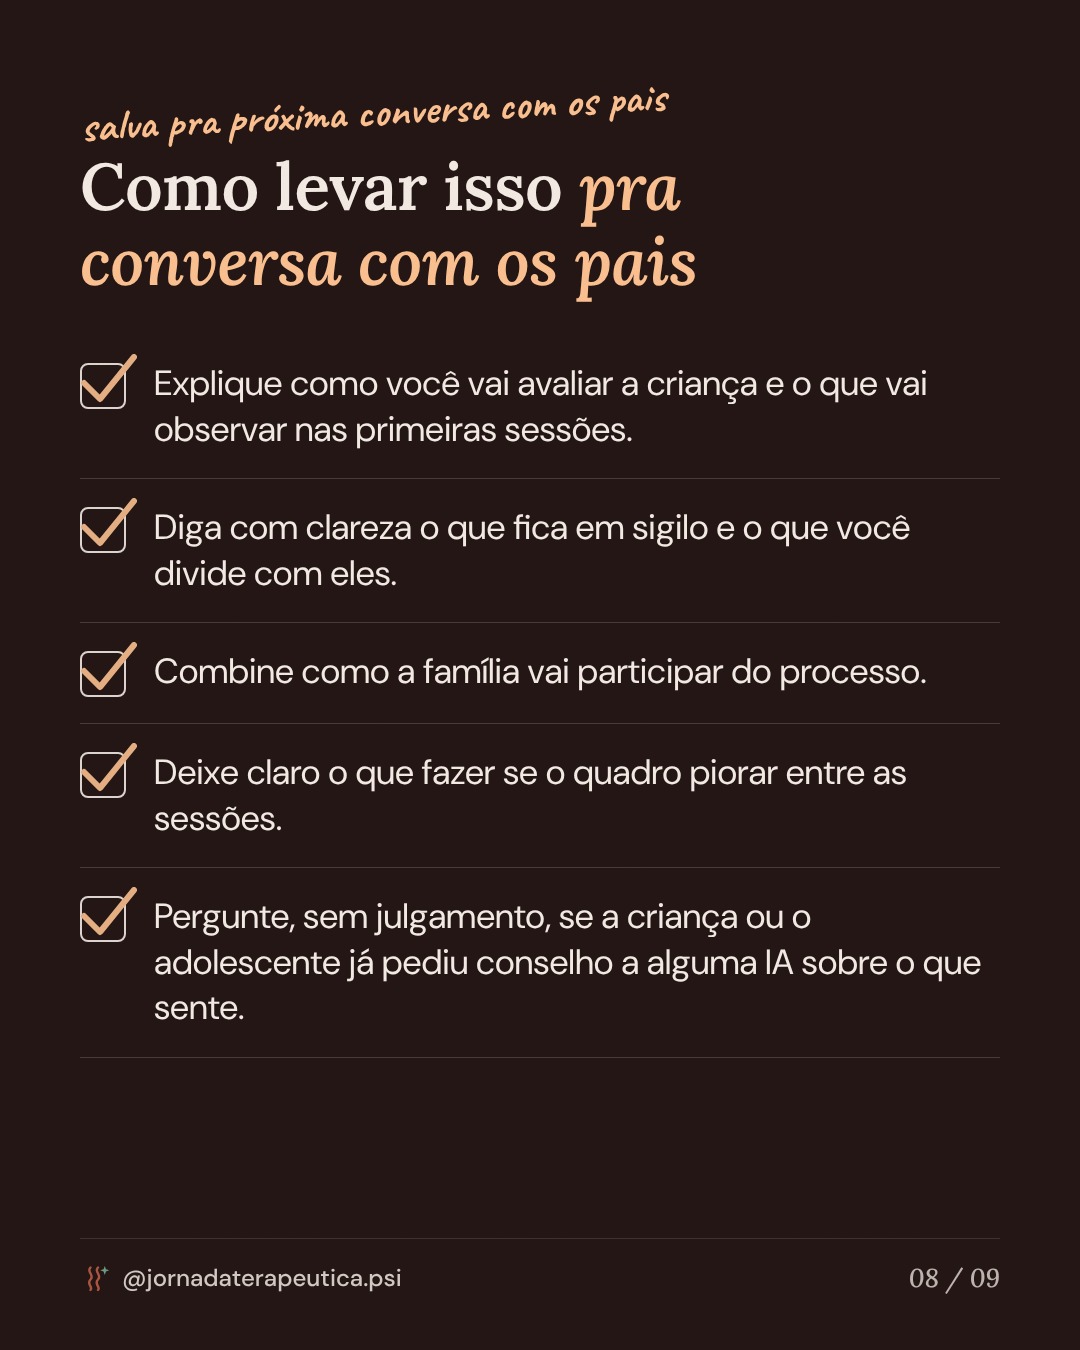 salva pra próxima conversa com os pais
Como levar isso pra
conversa com os pais
Explique como você vai avaliar a criança e o que vai
observar nas primeiras sessões.
Diga com clareza o que fica em sigilo e o que você
divide com eles.
Combine como a família vai participar do processo.
Deixe claro o que fazer se o quadro piorar entre as
sessões.
Pergunte, sem julgamento, se a criança ou o
adolescente já pediu conselho a alguma IA sobre o que
sente.
@jornadaterapeutica.psi
08 / 09